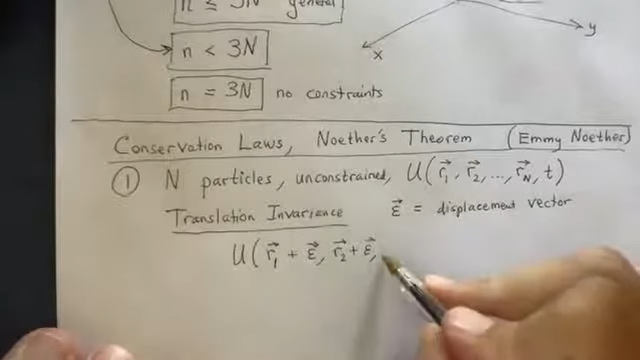 n ≤ 3N general
y
n < 3N
x
n = 3N no constraints
Conservation Laws, Noether's Theorem (Emmy Noether)
① N particles, unconstrained, U(r⃗₁, r⃗₂, ..., r⃗_N, t)
Translation Invariance ε⃗ = displacement vector
U(r⃗₁ + ε⃗, r⃗₂ + ε⃗,